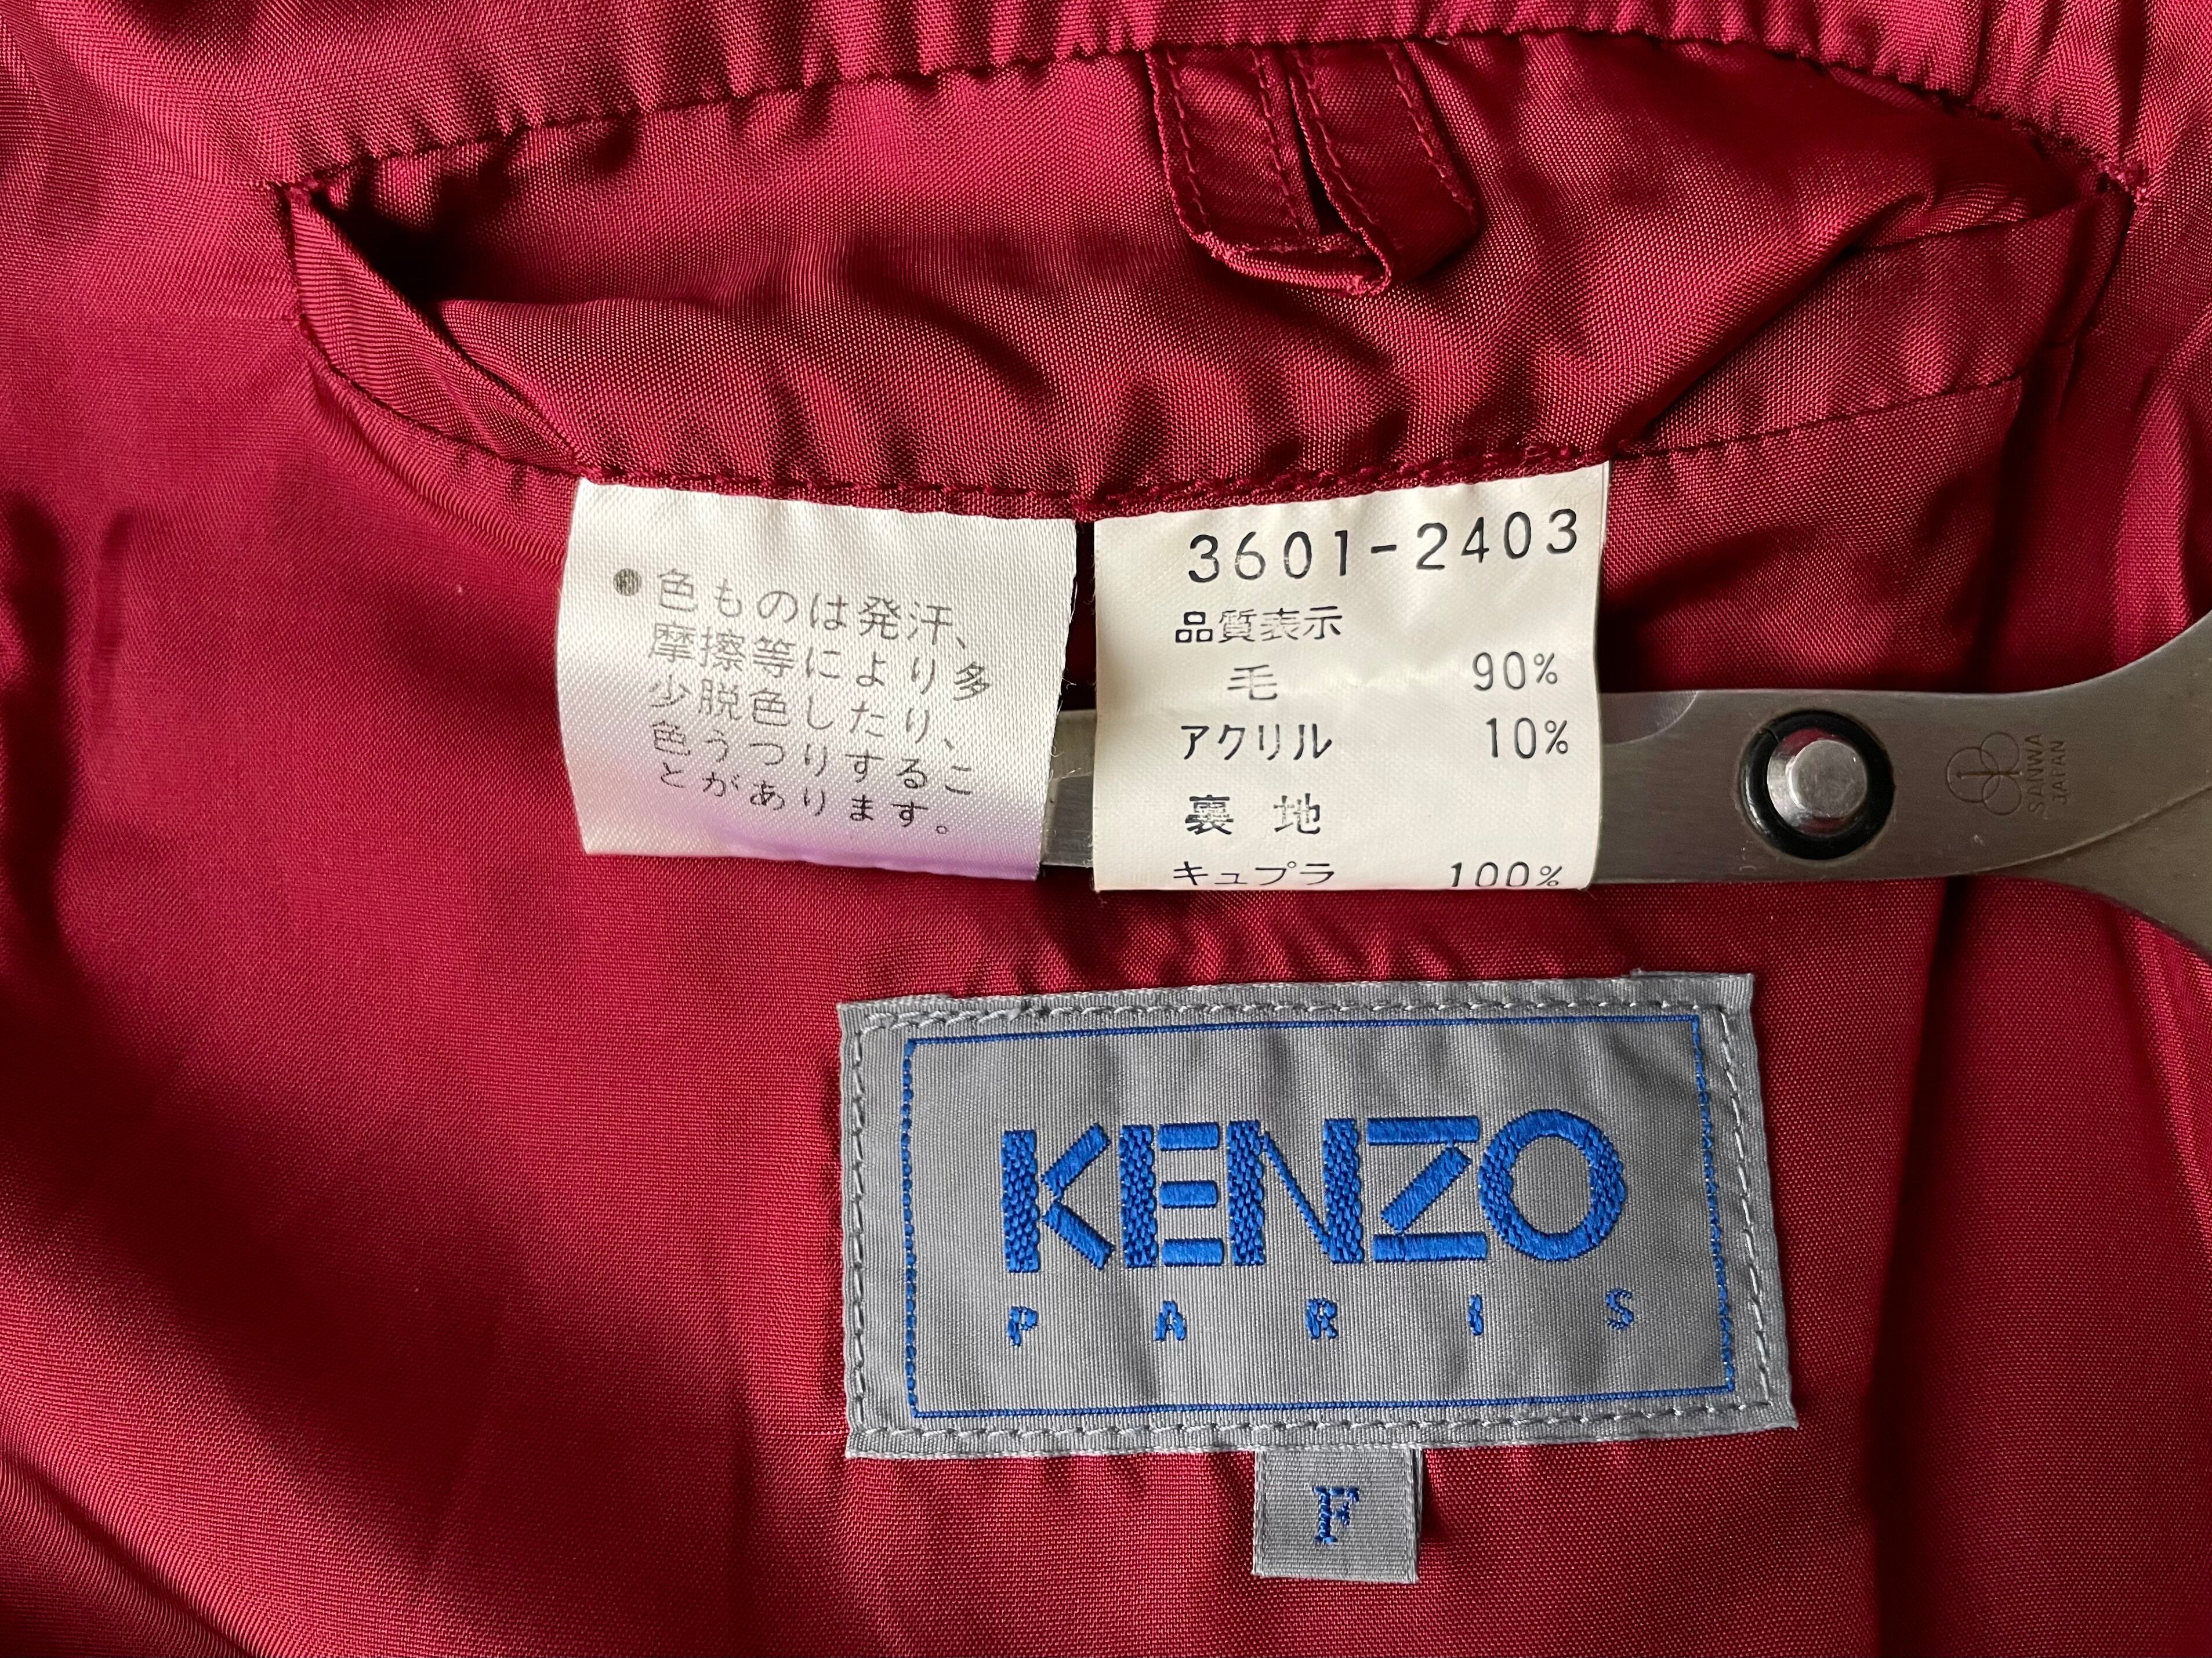 ●色ものは発汗、
摩擦等により多
少脱色したり、
色うつりするこ
とがあります。
3601-2403
品質表示
毛 90%
アクリル 10%
裏地
キュプラ 100%
SANWA
JAPAN
KENZO
PARIS
F